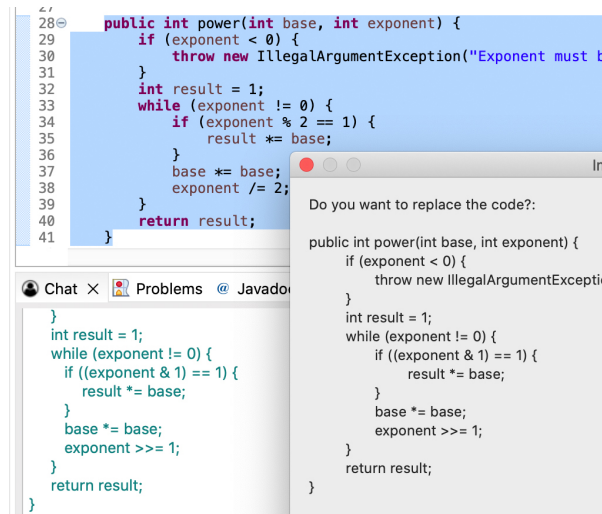 27
28 public int power(int base, int exponent) {
29 if (exponent < 0) {
30 throw new IllegalArgumentException("Exponent must
31 }
32 int result = 1;
33 while (exponent != 0) {
34 if (exponent % 2 == 1) {
35 result *= base;
36 }
37 base *= base;
38 exponent /= 2;
39 }
40 return result;
41 }
Chat Problems @
}
int result = 1;
while (exponent != 0) {
if ((exponent & 1) == 1) {
result *= base;
}
base *= base;
exponent >>= 1;
}
return result;
}
Do you want to replace the code?:
public int power(int base, int exponent) {
if (exponent < 0) {
throw new
}
int result = 1;
while (exponent != 0) {
if ((exponent & 1) == 1) {
result *= base;
}
base *= base;
exponent >>= 1;
}
return result;
}